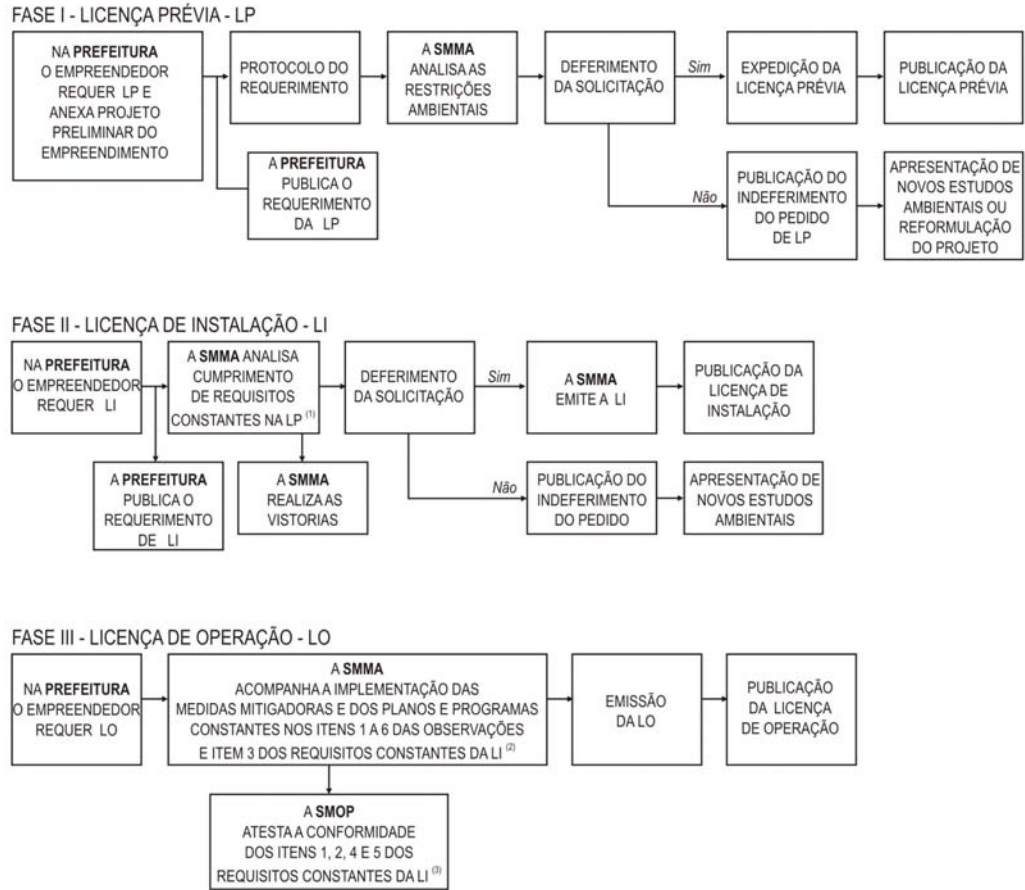 FASE I - LICENÇA PRÉVIA - LP
NA PREFEITURA
O EMPREENDEDOR
REQUER LP E
ANEXA PROJETO
PRELIMINAR DO
EMPREENDIMENTO
PROTOCOLO DO
REQUERIMENTO
A PREFEITURA
PUBLICA O
REQUERIMENTO
DA LP
A SMMA
ANALISA AS
RESTRIÇÕES
AMBIENTAIS
DEFERIMENTO
DA SOLICITAÇÃO
Sim
EXPEDIÇÃO DA
LICENÇA PRÉVIA
PUBLICAÇÃO DA
LICENÇA PRÉVIA
Não
PUBLICAÇÃO DO
INDEFERIMENTO
DO PEDIDO
DE LP
APRESENTAÇÃO DE
NOVOS ESTUDOS
AMBIENTAIS OU
REFORMULAÇÃO
DO PROJETO
FASE II - LICENÇA DE INSTALAÇÃO - LI
NA PREFEITURA
O EMPREENDEDOR
REQUER LI
A PREFEITURA
PUBLICA O
REQUERIMENTO
DE LI
A SMMA ANALISA
CUMPRIMENTO
DE REQUISITOS
CONSTANTES NA LP (1)
A SMMA
REALIZA AS
VISTORIAS
DEFERIMENTO
DA SOLICITAÇÃO
Sim
A SMMA
EMITE A LI
PUBLICAÇÃO DA
LICENÇA DE
INSTALAÇÃO
Não
PUBLICAÇÃO DO
INDEFERIMENTO
DO PEDIDO
APRESENTAÇÃO DE
NOVOS ESTUDOS
AMBIENTAIS
FASE III - LICENÇA DE OPERAÇÃO - LO
NA PREFEITURA
O EMPREENDEDOR
REQUER LO
A SMMA
ACOMPANHA A IMPLEMENTAÇÃO DAS
MEDIDAS MITIGADORAS E DOS PLANOS E PROGRAMAS
CONSTANTES NOS ITENS 1 A 6 DAS OBSERVAÇÕES
E ITEM 3 DOS REQUISITOS CONSTANTES DA LI (2)
A SMOP
ATESTA A CONFORMIDADE
DOS ITENS 1, 2, 4 E 5 DOS
REQUISITOS CONSTANTES DA LI (3)
EMISSÃO
DA LO
PUBLICAÇÃO
DA LICENÇA
DE OPERAÇÃO